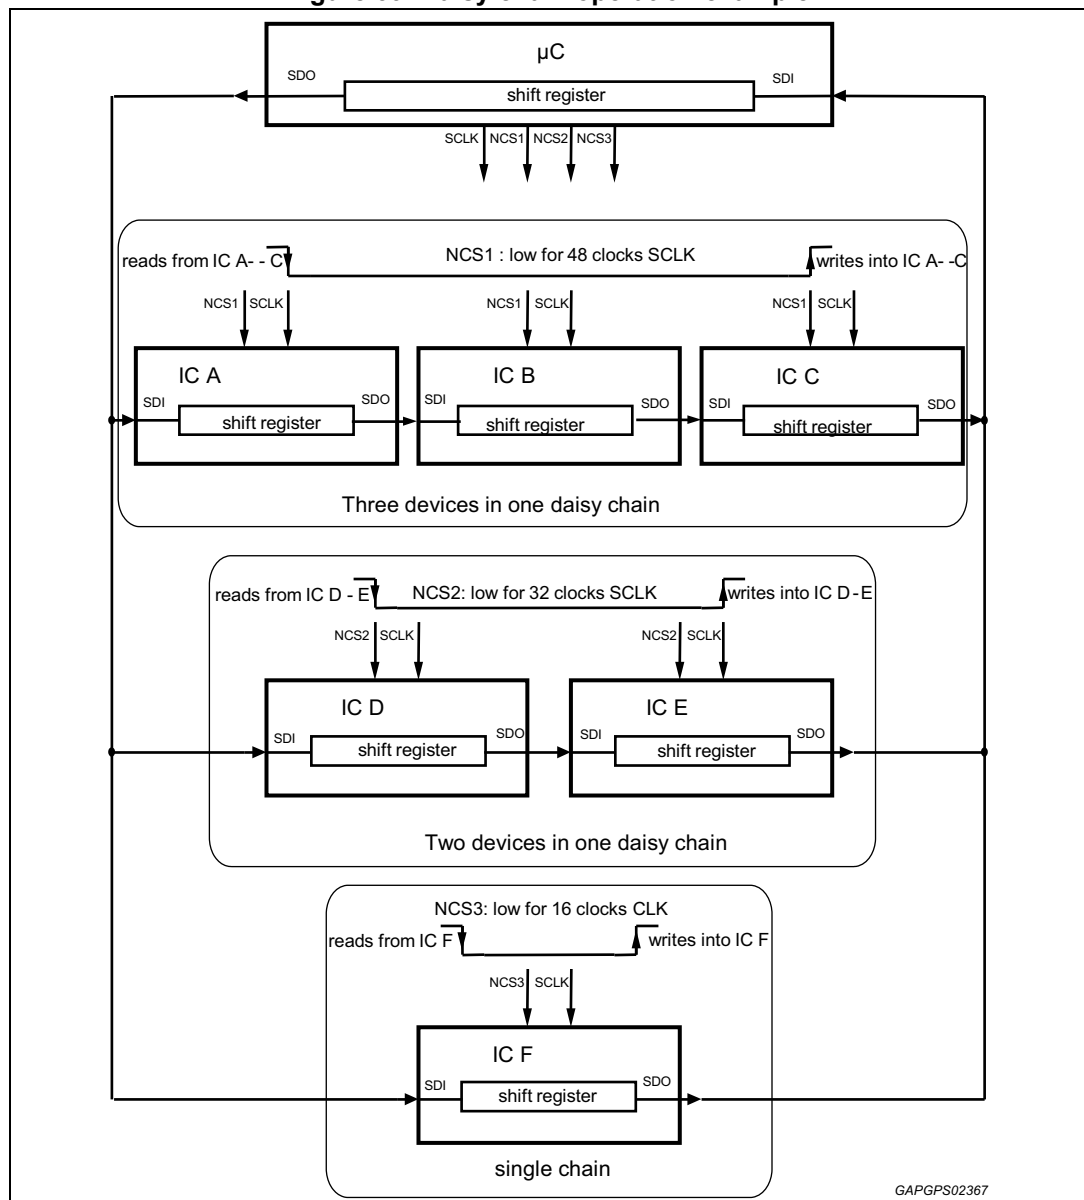 µC
SDO
SDI
shift register
SCLK NCS1 NCS2 NCS3
reads from IC A- - C
NCS1 : low for 48 clocks SCLK
writes into IC A- -C
NCS1 SCLK
NCS1 SCLK
NCS1 SCLK
IC A
IC B
IC C
SDI
SDO
SDI
SDO
SDI
SDO
shift register
shift register
shift register
Three devices in one daisy chain
reads from IC D - E
NCS2: low for 32 clocks SCLK
writes into IC D-E
NCS2 SCLK
NCS2 SCLK
IC D
IC E
SDI
SDO
SDI
SDO
shift register
shift register
Two devices in one daisy chain
NCS3: low for 16 clocks CLK
reads from IC F
writes into IC F
NCS3 SCLK
IC F
SDI
SDO
shift register
single chain
GAPGPS02367